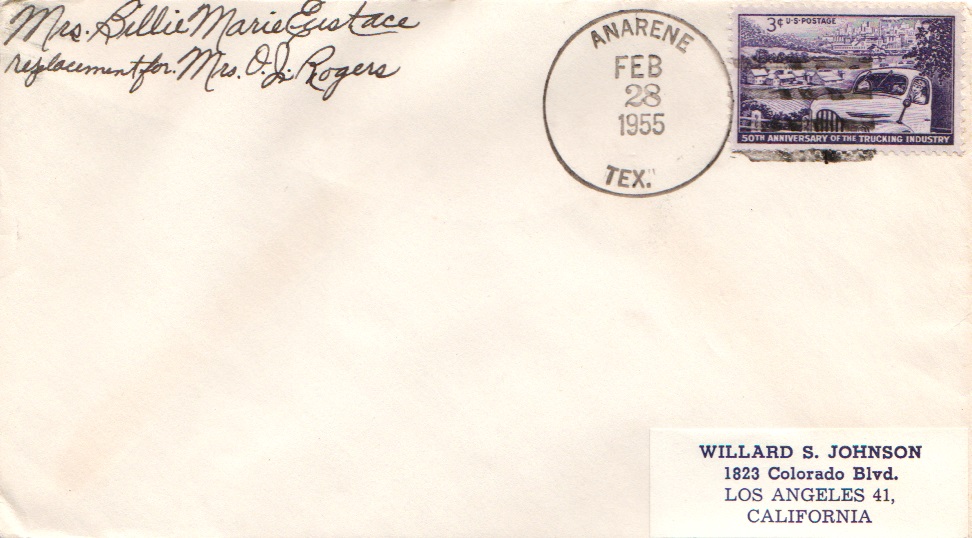 Mrs. Billie Marie Eustace
replacement for. Mrs. O. J. Rogers
ANARENE
FEB
28
1955
TEX.
3¢ U·S·POSTAGE
50TH ANNIVERSARY OF THE TRUCKING INDUSTRY
WILLARD S. JOHNSON
1823 Colorado Blvd.
LOS ANGELES 41,
CALIFORNIA